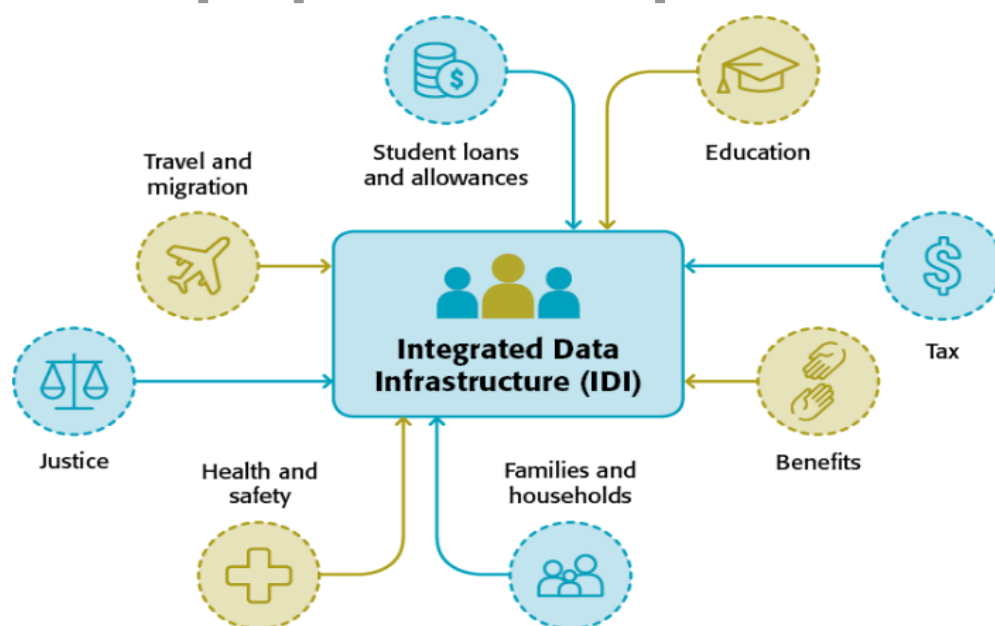 Student loans
and allowances
Education
Travel and
migration
Integrated Data
Infrastructure (IDI)
Tax
Justice
Benefits
Health and
safety
Families and
households